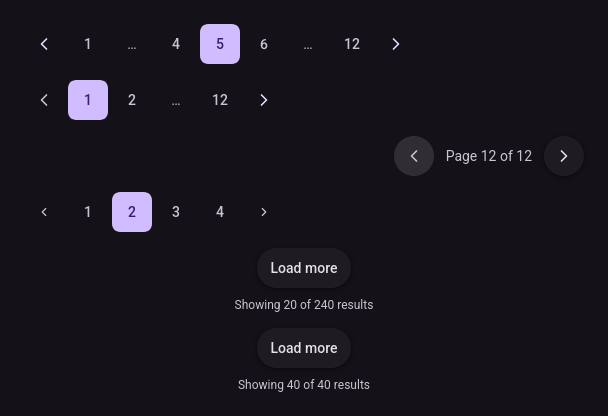 1 … 4 5 6 … 12
1 2 … 12
Page 12 of 12
1 2 3 4
Load more
Showing 20 of 240 results
Load more
Showing 40 of 40 results